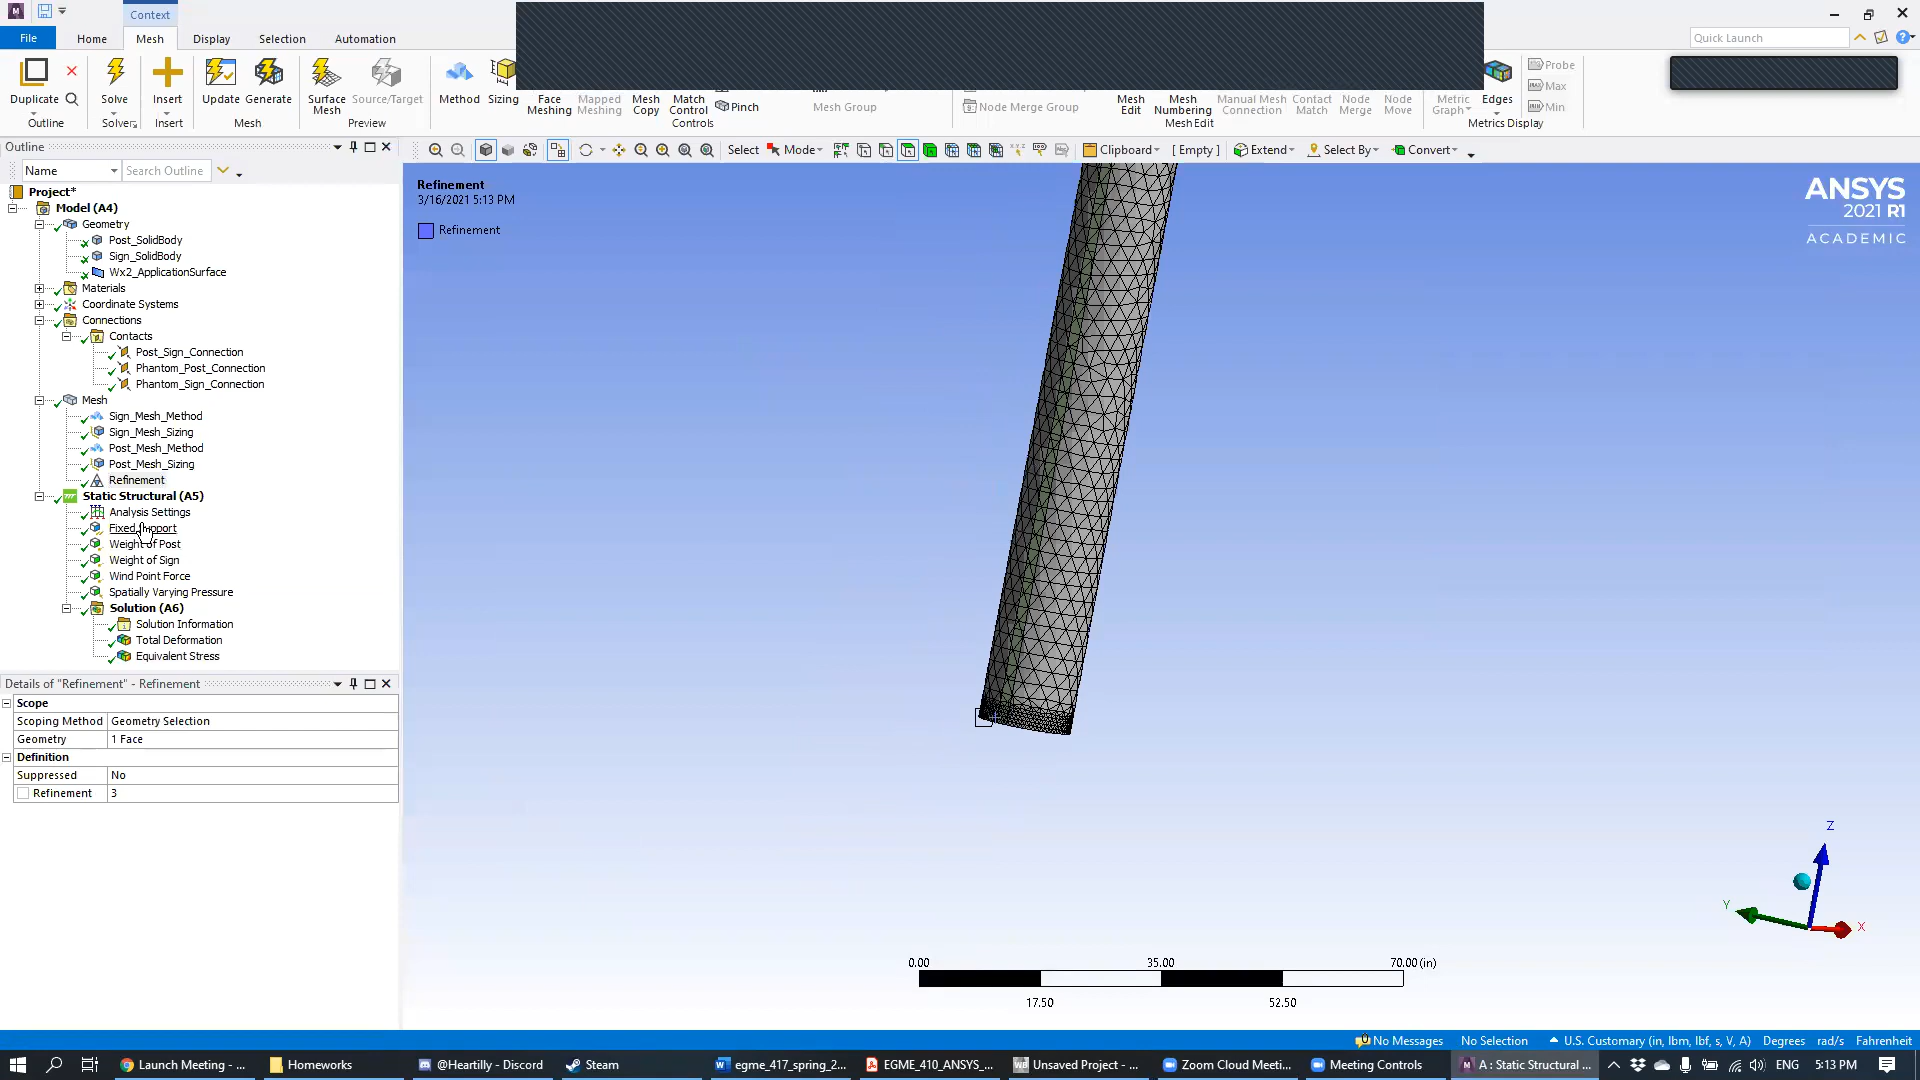 Context
File Home Mesh Display Selection Automation
Quick Launch
Duplicate
Solve
Insert
Update Generate
Surface Mesh
Source/Target
Method Sizing
Face Meshing
Mapped Meshing
Mesh Copy
Match Control
Pinch
Mesh Group
Node Merge Group
Mesh Edit
Mesh Numbering
Manual Mesh Connection
Contact Match
Node Merge
Node Move
Metric Graph
Edges
Probe
Max
Min
Outline Solver Insert Mesh Preview Controls Mesh Edit Metrics Display
Outline
Select Mode Clipboard [ Empty ] Extend Select By Convert
Name Search Outline
Project*
Model (A4)
Geometry
Post_SolidBody
Sign_SolidBody
Wx2_ApplicationSurface
Materials
Coordinate Systems
Connections
Contacts
Post_Sign_Connection
Phantom_Post_Connection
Phantom_Sign_Connection
Mesh
Sign_Mesh_Method
Sign_Mesh_Sizing
Post_Mesh_Method
Post_Mesh_Sizing
Refinement
Static Structural (A5)
Analysis Settings
Weight of Post
Weight of Sign
Wind Point Force
Spatially Varying Pressure
Solution (A6)
Solution Information
Total Deformation
Equivalent Stress
Details of "Refinement" - Refinement
Scope
Scoping Method Geometry Selection
Geometry 1 Face
Definition
Suppressed No
Refinement 3
Refinement
3/16/2021 5:13 PM
Refinement
ANSYS
2021 R1
ACADEMIC
Z
Y
X
0.00 35.00 70.00 (in)
17.50 52.50
No Messages No Selection U.S. Customary (in, lbm, lbf, s, V, A) Degrees rad/s Fahrenheit
Launch Meeting - ... Homeworks @Heartilly - Discord Steam egme_417_spring_2... EGME_410_ANSYS_... Unsaved Project - ... Zoom Cloud Meeti... Meeting Controls A : Static Structural ... ENG 5:13 PM